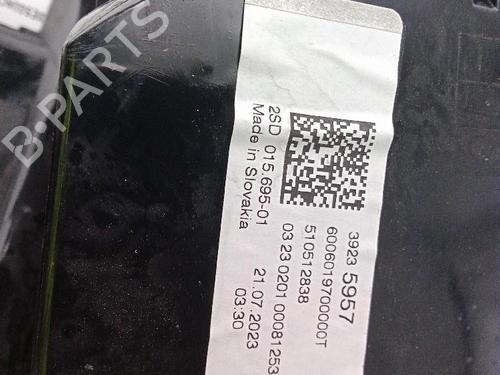 B-PARTS
2SD 015.695-01
Made in Slovakia
21.07.2023
03:30
3923 5957
6006019700000T
510512838
03 23 0201 00081253